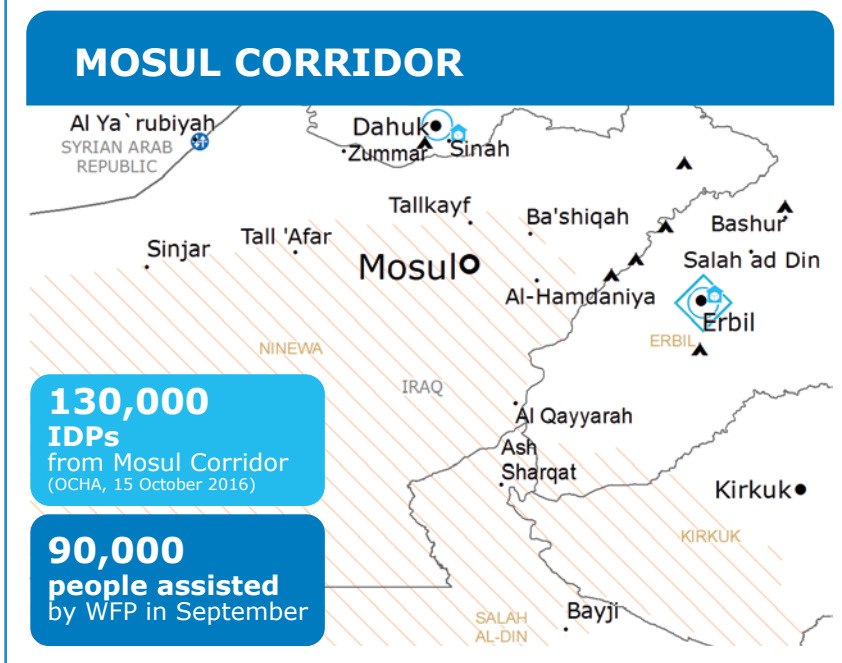 MOSUL CORRIDOR
Al Ya`rubiyah
SYRIAN ARAB
REPUBLIC
Dahuk
Zummar
Sinah
Tallkayf
Ba'shiqah
Bashur
Sinjar
Tall 'Afar
Mosul
Salah ad Din
Al-Hamdaniya
Erbil
ERBIL
NINEWA
IRAQ
130,000
IDPs
from Mosul Corridor
(OCHA, 15 October 2016)
Al Qayyarah
Ash
Sharqat
Kirkuk
KIRKUK
90,000
people assisted
by WFP in September
SALAH
AL-DIN
Bayji